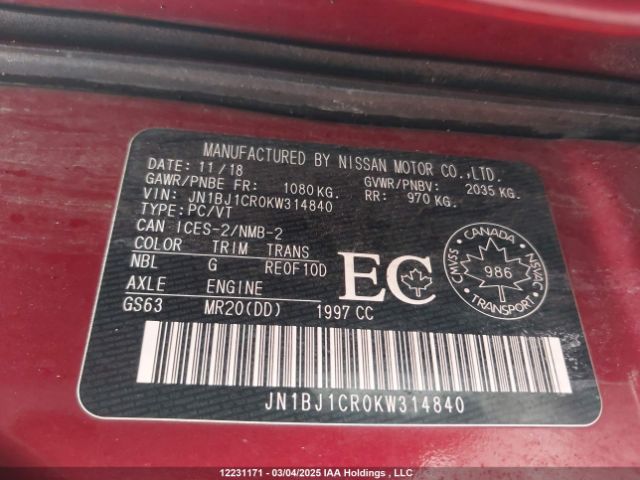 MANUFACTURED BY NISSAN MOTOR CO.,LTD.
DATE: 11/18
GAWR/PNBE FR: 1080 KG. GVWR/PNBV: 2035 KG.
VIN: JN1BJ1CR0KW314840 RR: 970 KG.
TYPE: PC/VT
CAN ICES-2/NMB-2
COLOR TRIM TRANS
NBL G RE0F10D
AXLE ENGINE
GS63 MR20(DD) 1997 CC
EC
CANADA
CMVSS 986 NSVAC
TRANSPORT
JN1BJ1CR0KW314840
12231171 - 03/04/2025 IAA Holdings , LLC